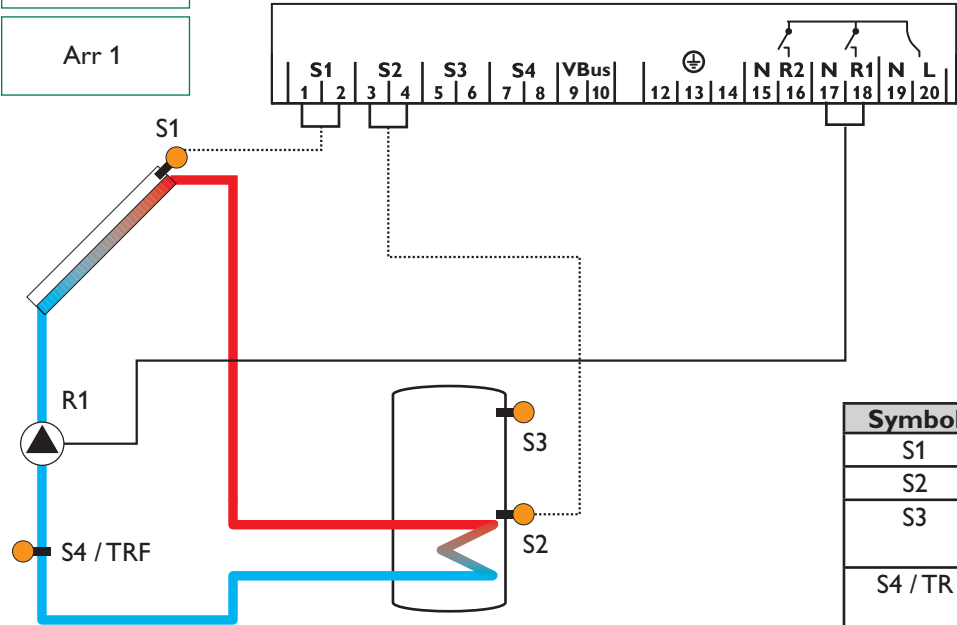 Arr 1
S1 S2 S3 S4 VBus N R2 N R1 N L
1 2 3 4 5 6 7 8 9 10 12 13 14 15 16 17 18 19 20
S1
R1
S3
S2
S4 / TRF
Symbol
S1
S2
S3
S4 / TR